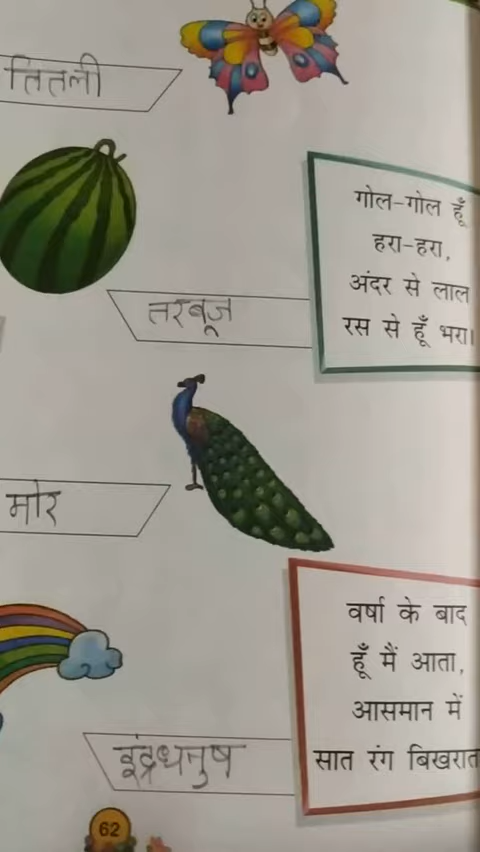 तितली
गोल-गोल हूँ
हरा-हरा,
अंदर से लाल
रस से हूँ भरा।
तरबूज
मोर
वर्षा के बाद
हूँ मैं आता,
आसमान में
सात रंग बिखरात
इंद्रधनुष
62